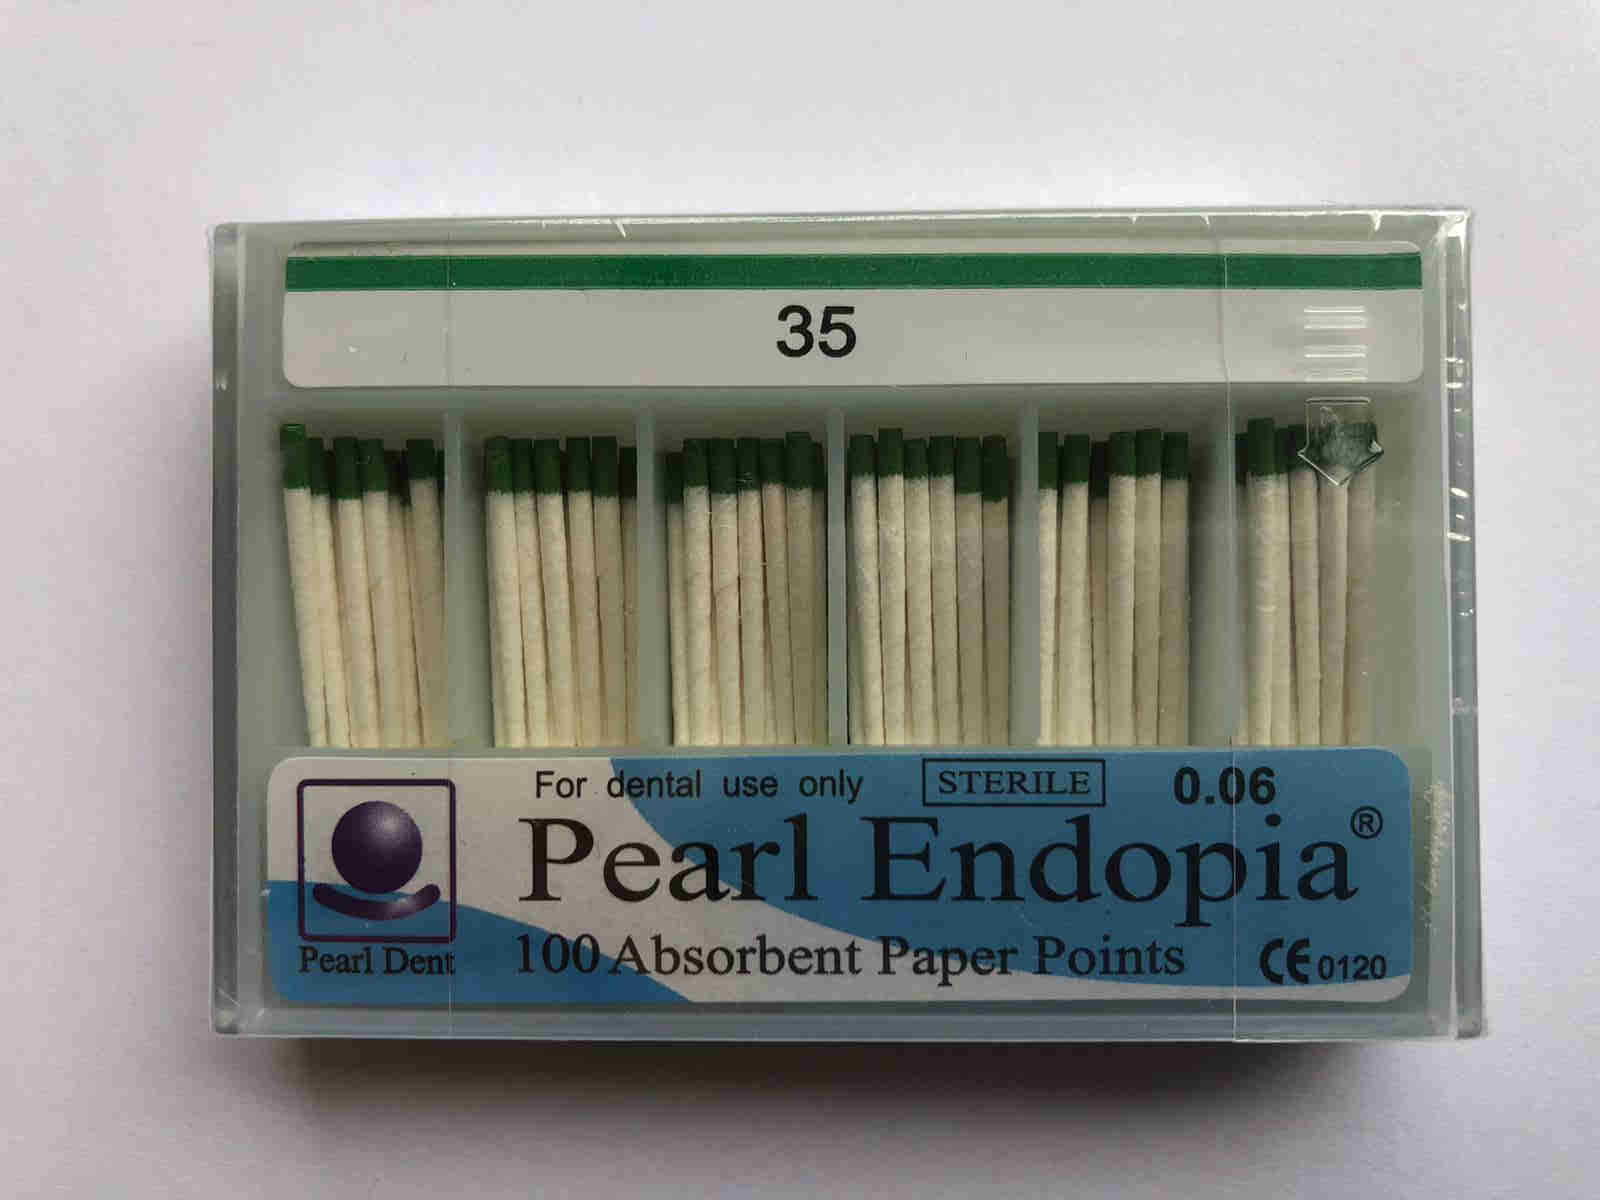 35
For dental use only STERILE 0.06
Pearl Endopia®
Pearl Dent 100 Absorbent Paper Points CE 0120